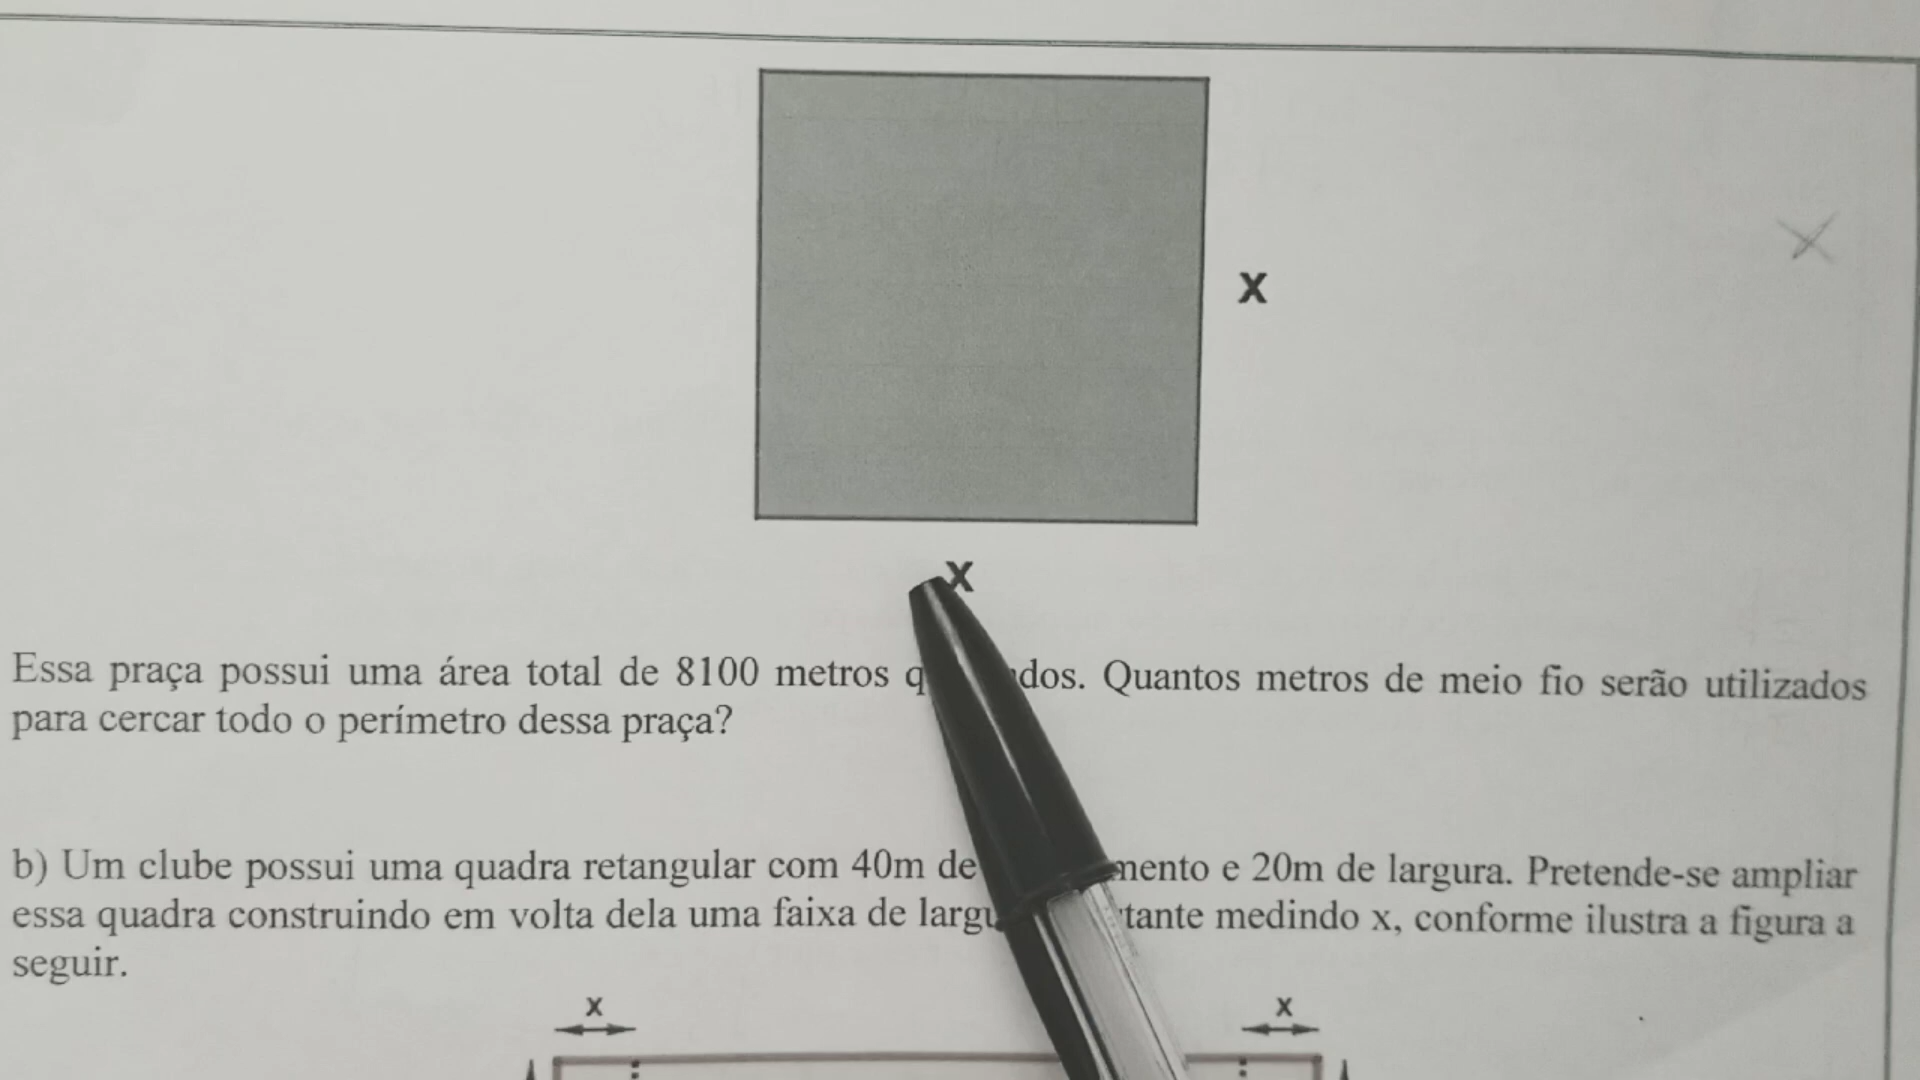 X
X
Essa praça possui uma área total de 8100 metros q dos. Quantos metros de meio fio serão utilizados
para cercar todo o perímetro dessa praça?
b) Um clube possui uma quadra retangular com 40m de mento e 20m de largura. Pretende-se ampliar
essa quadra construindo em volta dela uma faixa de largu tante medindo x, conforme ilustra a figura a
seguir.
x x